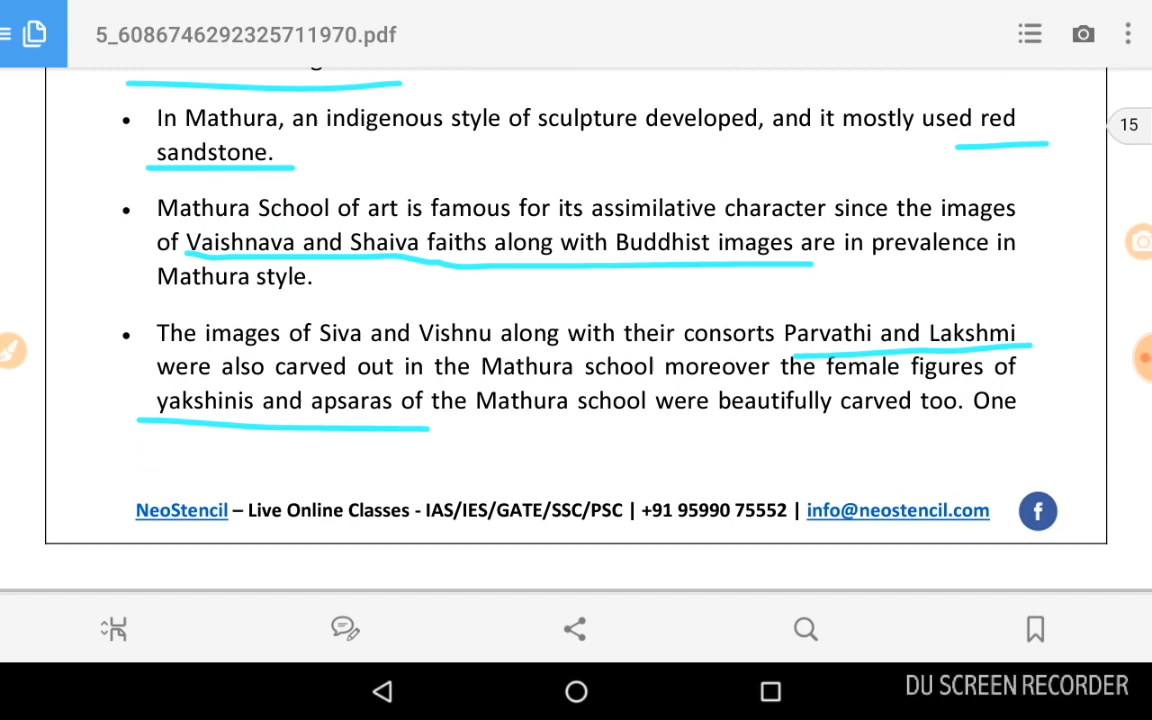 5_6086746292325711970.pdf
• In Mathura, an indigenous style of sculpture developed, and it mostly used red
15
sandstone.
• Mathura School of art is famous for its assimilative character since the images
of Vaishnava and Shaiva faiths along with Buddhist images are in prevalence in
Mathura style.
• The images of Siva and Vishnu along with their consorts Parvathi and Lakshmi
were also carved out in the Mathura school moreover the female figures of
yakshinis and apsaras of the Mathura school were beautifully carved too. One
NeoStencil – Live Online Classes - IAS/IES/GATE/SSC/PSC | +91 95990 75552 | info@neostencil.com f
DU SCREEN RECORDER